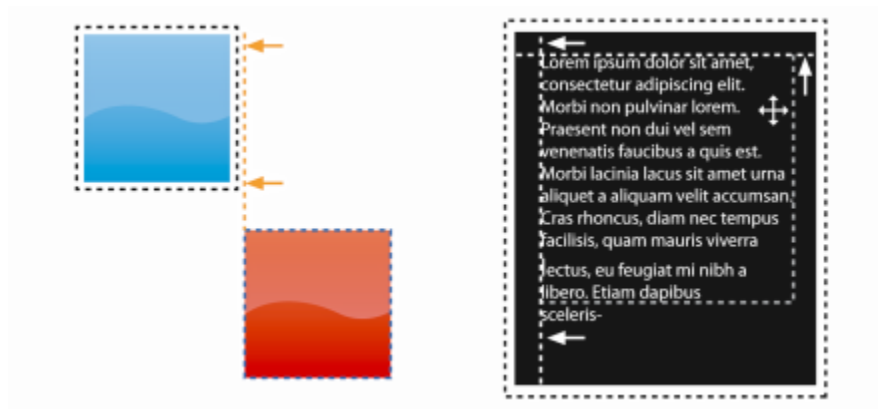 Lorem ipsum dolor sit amet,
consectetur adipiscing elit.
Morbi non pulvinar lorem.
Praesent non dui vel sem
venenatis faucibus a quis est.
Morbi lacinia lacus sit amet urna
aliquet a aliquam velit accumsan.
Cras rhoncus, diam nec tempus
facilisis, quam mauris viverra
lectus, eu feugiat mi nibh a
libero. Etiam dapibus
sceleris-